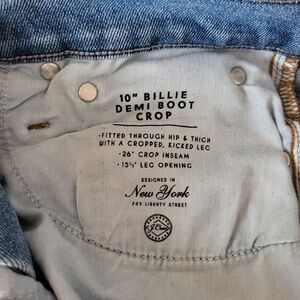 10" BILLIE
DEMI BOOT
CROP
•FITTED THROUGH HIP & THIGH
WITH A CROPPED, KICKED LEG
•26" CROP INSEAM
•15½" LEG OPENING
DESIGNED IN
New York
225 LIBERTY STREET
J.Crew